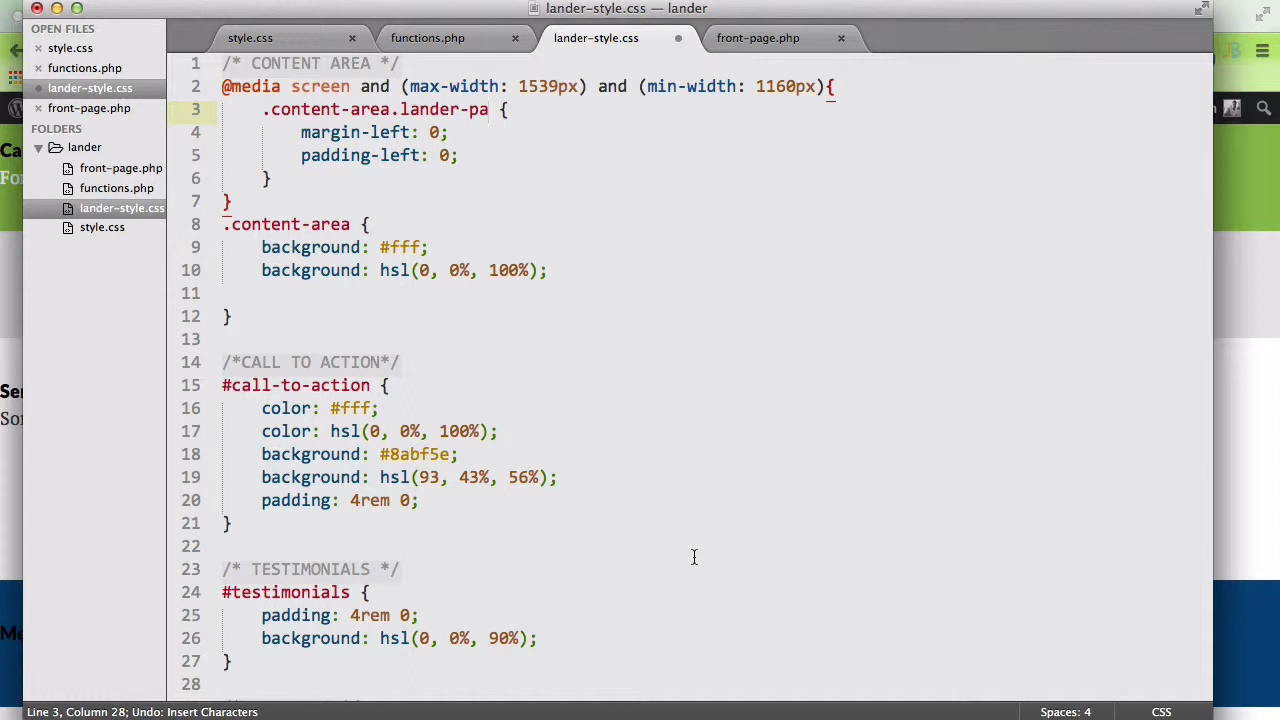 lander-style.css — lander
OPEN FILES
style.css
functions.php
lander-style.css
front-page.php
FOLDERS
lander
front-page.php
functions.php
lander-style.css
style.css
style.css
functions.php
lander-style.css
front-page.php
1 /* CONTENT AREA */
2 @media screen and (max-width: 1539px) and (min-width: 1160px){
3 .content-area.lander-pa {
4 margin-left: 0;
5 padding-left: 0;
6 }
7 }
8 .content-area {
9 background: #fff;
10 background: hsl(0, 0%, 100%);
11
12 }
13
14 /*CALL TO ACTION*/
15 #call-to-action {
16 color: #fff;
17 color: hsl(0, 0%, 100%);
18 background: #8abf5e;
19 background: hsl(93, 43%, 56%);
20 padding: 4rem 0;
21 }
22
23 /* TESTIMONIALS */
24 #testimonials {
25 padding: 4rem 0;
26 background: hsl(0, 0%, 90%);
27 }
28
Line 3, Column 28; Undo: Insert Characters
Spaces: 4
CSS